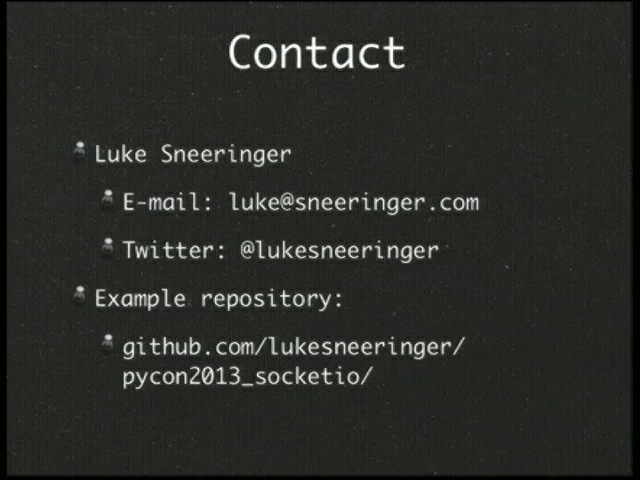 Contact
Luke Sneeringer
E-mail: luke@sneeringer.com
Twitter: @lukesneeringer
Example repository:
github.com/lukesneeringer/
pycon2013_socketio/